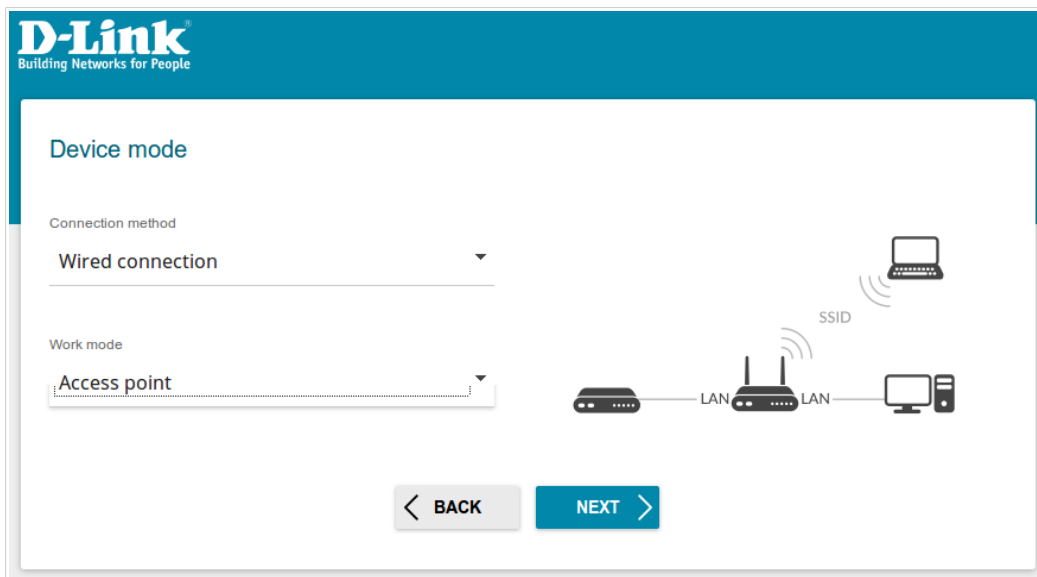 D-Link®
Building Networks for People
Device mode
Connection method
Wired connection
Work mode
Access point
SSID
LAN
LAN
BACK
NEXT